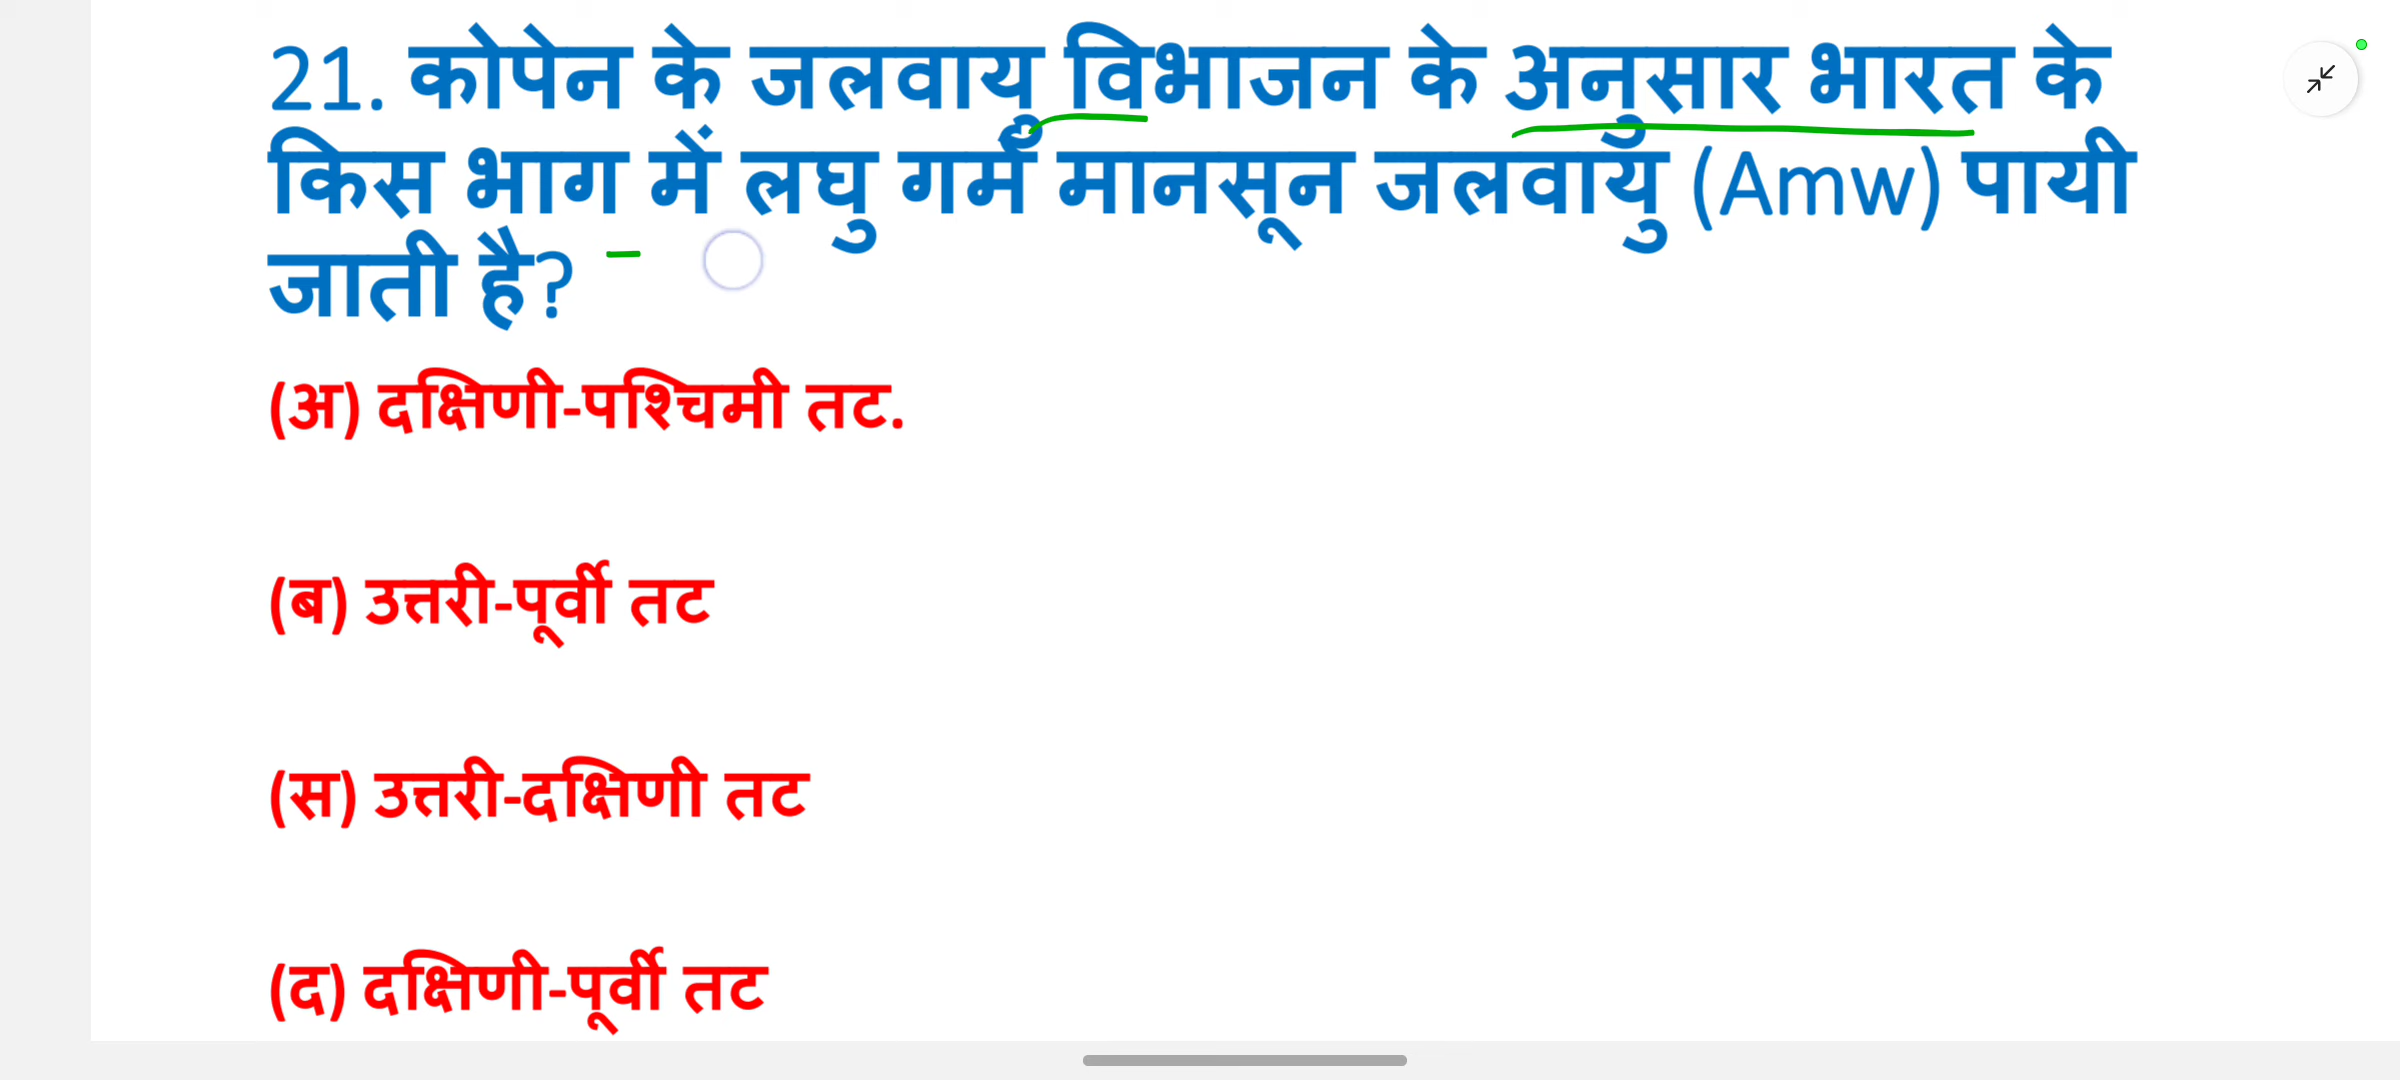 21. कोपेन के जलवायु विभाजन के अनुसार भारत के
किस भाग में लघु गर्म मानसून जलवायु (Amw) पायी
जाती है?
(अ) दक्षिणी-पश्चिमी तट.
(ब) उत्तरी-पूर्वी तट
(स) उत्तरी-दक्षिणी तट
(द) दक्षिणी-पूर्वी तट